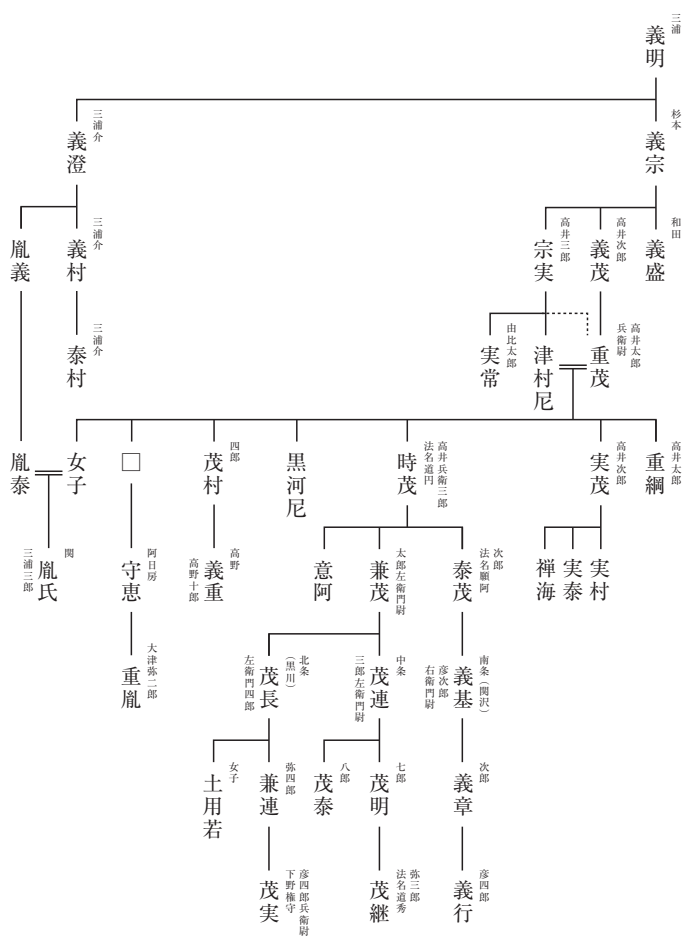 三浦
義明
杉本
義宗
三浦介
義澄
和田
義盛
高井次郎
義茂
高井三郎
宗実
三浦介
義村
胤義
高井太郎
兵衛尉
重茂
津村尼
由比太郎
実常
三浦介
泰村
高井太郎
重綱
高井次郎
実茂
高井兵衛三郎
法名道円
時茂
黒河尼
四郎
茂村
□
女子
胤泰
実村
実泰
禅海
次郎
法名願阿
泰茂
太郎左衛門尉
兼茂
意阿
高野
義重
高野十郎
阿日房
守恵
関
胤氏
三浦三郎
南条（関沢）
義基
彦次郎
右衛門尉
中条
茂連
三郎左衛門尉
北条
（黒川）
茂長
左衛門四郎
大津弥二郎
重胤
次郎
義章
七郎
茂明
八郎
茂泰
弥四郎
兼連
女子
土用若
彦四郎
義行
弥三郎
法名道秀
茂継
彦四郎兵衛尉
下野権守
茂実